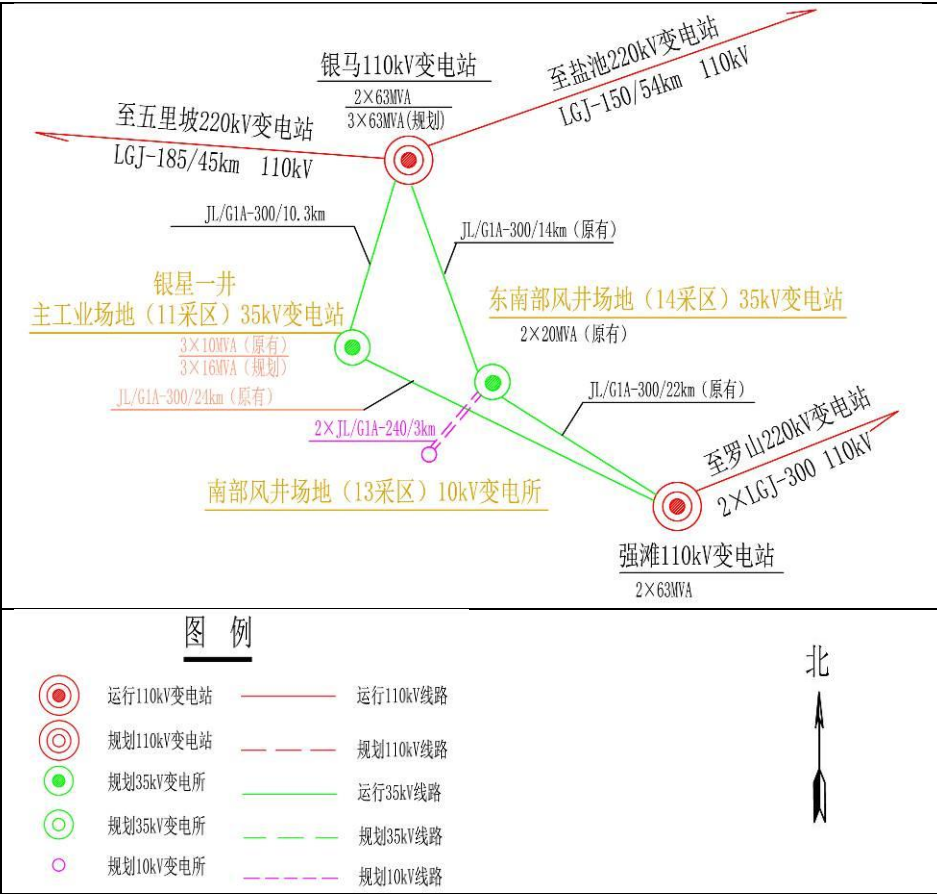 至盐池220kV变电站
LGJ-150/54km 110kV
银马110kV变电站
2×63MVA
3×63MVA(规划)
至五里坡220kV变电站
LGJ-185/45km 110kV
JL/G1A-300/10.3km
JL/G1A-300/14km(原有)
银星一井
主工业场地(11采区)35kV变电站
3×10MVA(原有)
3×16MVA(规划)
东南部风井场地(14采区)35kV变电站
2×20MVA(原有)
JL/G1A-300/24km(原有)
JL/G1A-300/22km(原有)
2×JL/G1A-240/3km
至罗山220kV变电站
2×LGJ-300 110kV
南部风井场地(13采区)10kV变电所
强滩110kV变电站
2×63MVA
图 例
北
运行110kV变电站
运行110kV线路
规划110kV变电站
规划110kV线路
规划35kV变电所
运行35kV线路
规划35kV变电所
规划35kV线路
规划10kV变电所
规划10kV线路